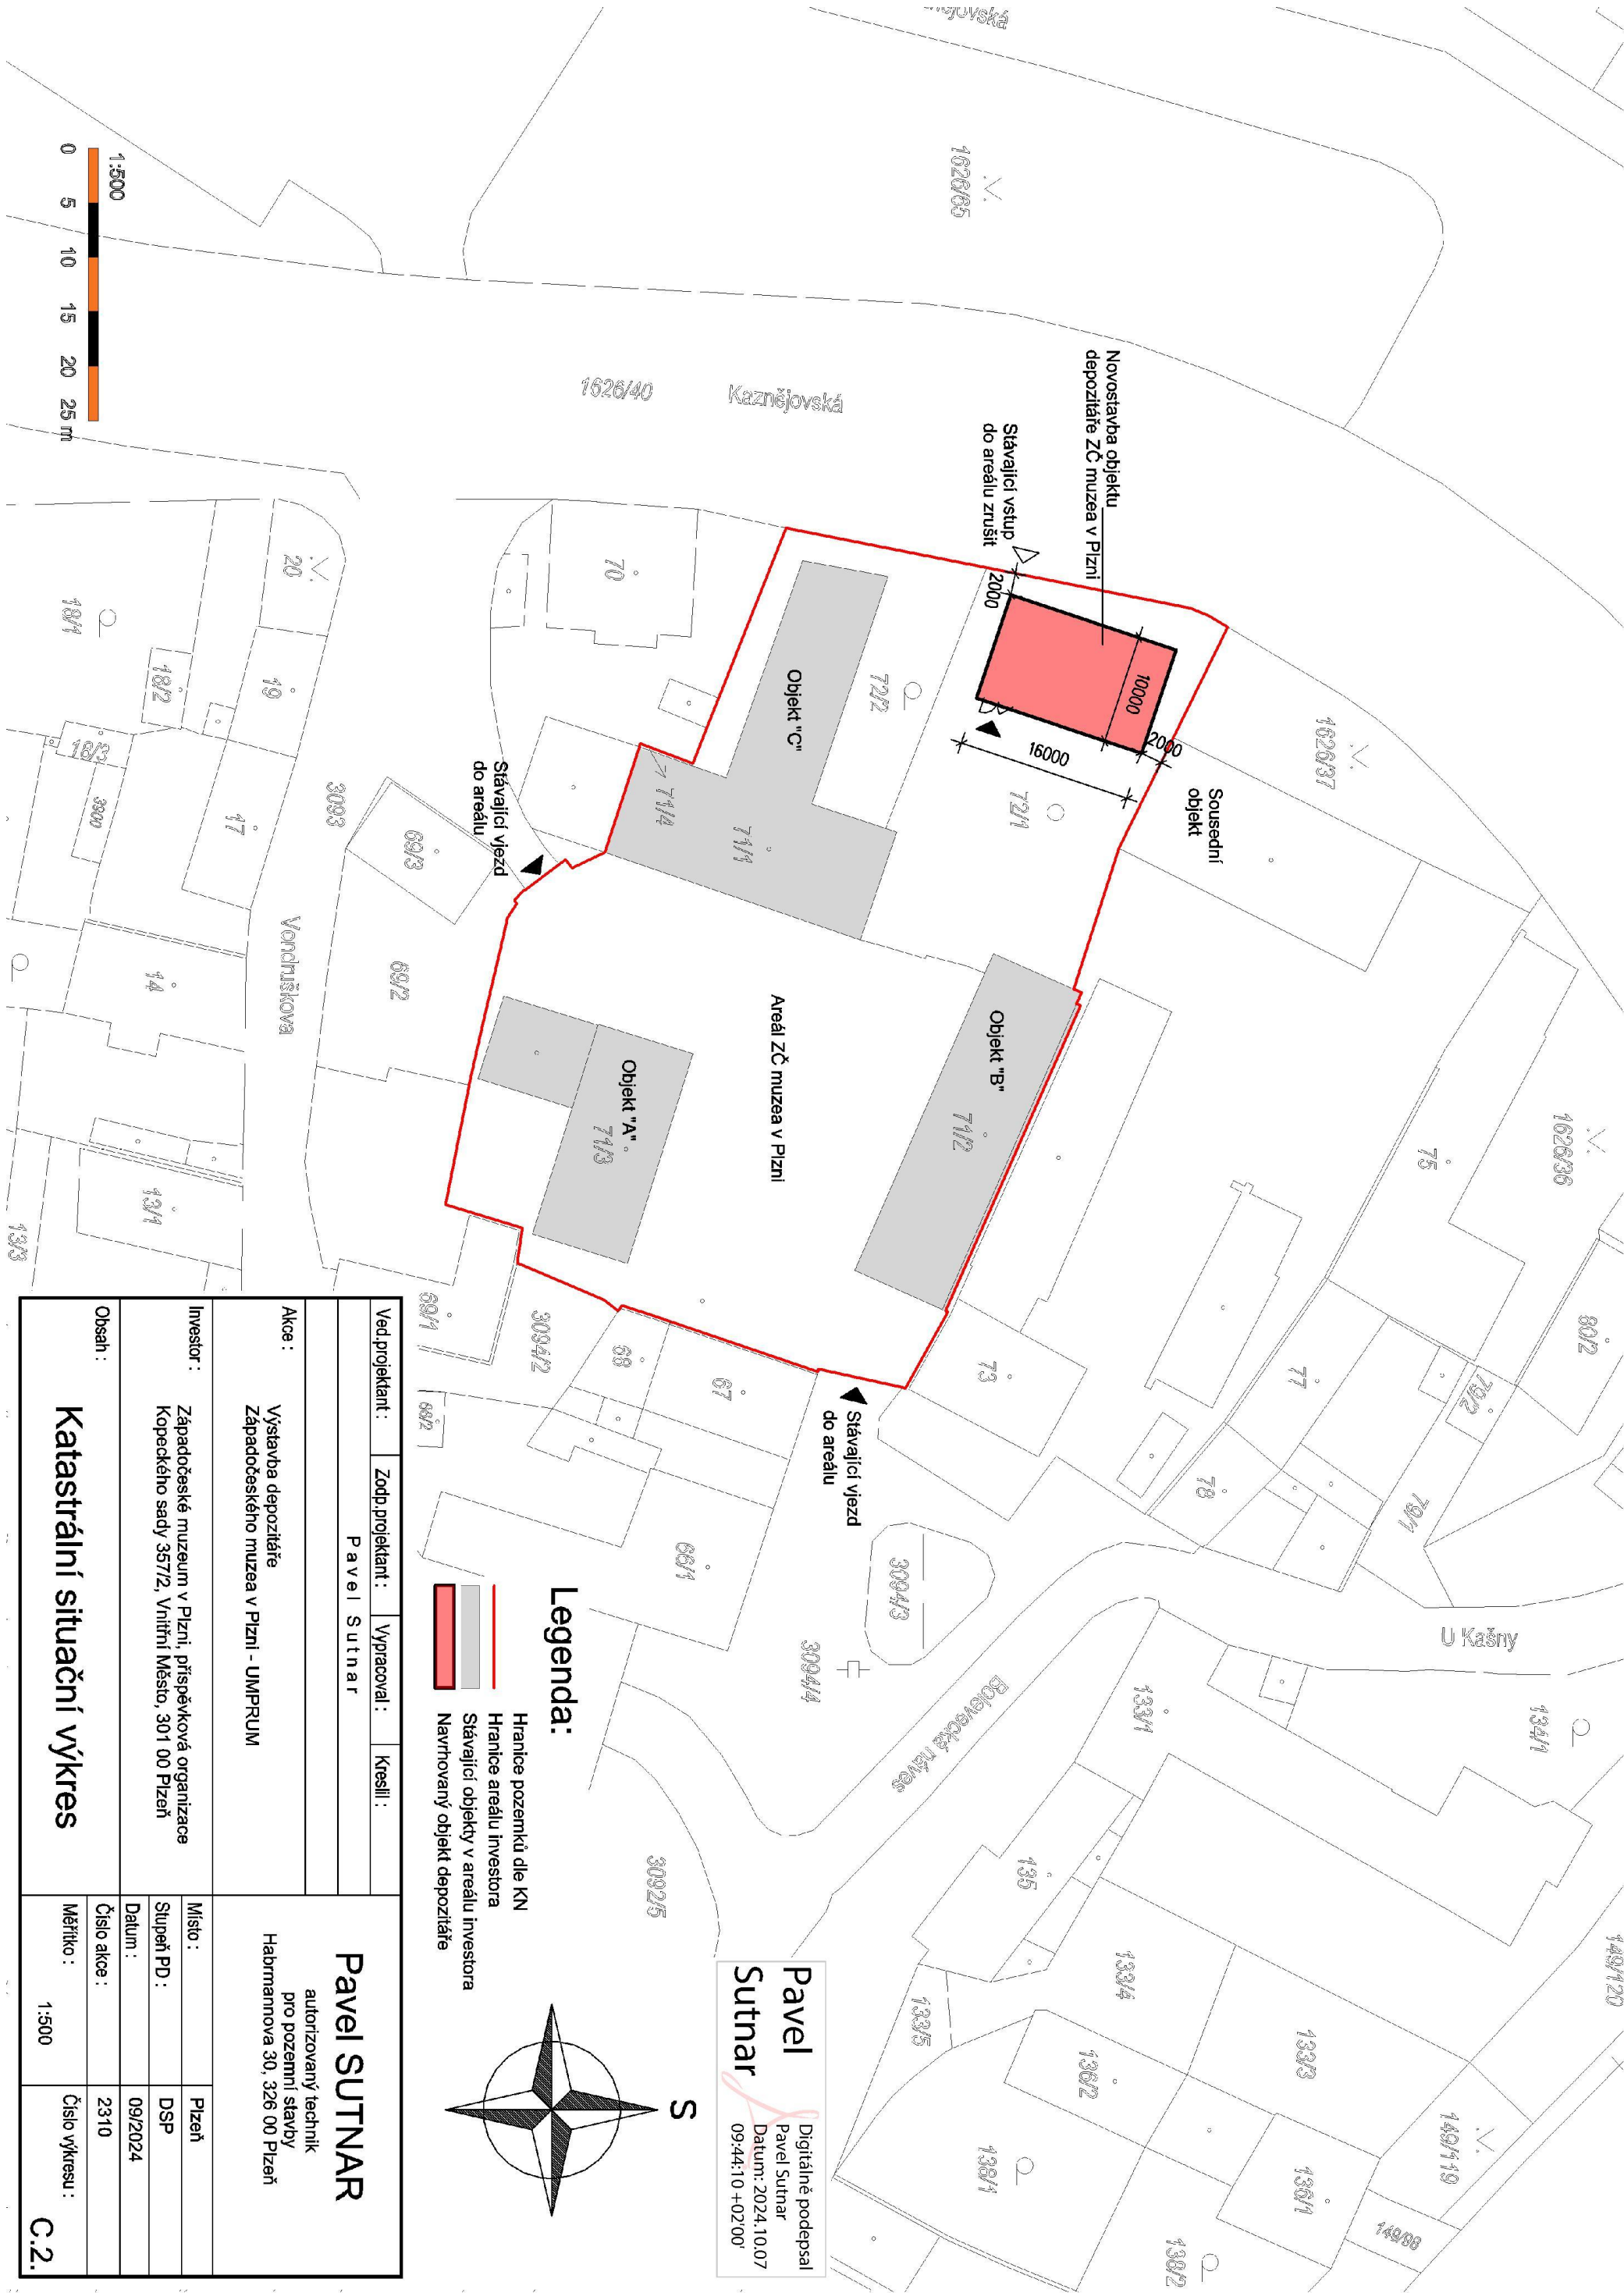 Kaznějovská
1626/65
1626/40
Novostavba objektu
depozitáře ZČ muzea v Plzni
Stávající vstup
do areálu zrušit
2000
10000
16000
2000
1626/37
Sousední
objekt
72/2
72/1
1626/36
75
80/2
79/2
79/1
77
78
73
Objekt "C"
71/1
71/4
Objekt "B"
71/2
Areál ZČ muzea v Plzni
Objekt "A"
71/3
Stávající vjezd
do areálu
Stávající vjezd
do areálu
70
20
19
18/1
18/2
18/3
3900
17
3093
69/3
69/2
Vondruškova
14
13/1
13/3
69/1
3094/2
68
67
66/2
66/1
3094/3
3094/4
Bolevecká náves
U Kašny
134/1
133/1
135
133/4
133/5
133/3
136/2
136/1
138/1
138/2
149/120
149/119
149/98
3092/5
1:500
0 5 10 15 20 25 m
Legenda:
Hranice pozemků dle KN
Hranice areálu investora
Stávající objekty v areálu investora
Navrhovaný objekt depozitáře
S
Pavel
Sutnar
Digitálně podepsal
Pavel Sutnar
Datum: 2024.10.07
09:44:10 +02'00'
Ved.projektant :
Zodp.projektant :
Vypracoval :
Kreslil :
Pavel Sutnar
Akce :
Výstavba depozitáře
Západočeského muzea v Plzni - UMPRUM
Investor :
Západočeské muzeum v Plzni, příspěvková organizace
Kopeckého sady 357/2, Vnitřní Město, 301 00 Plzeň
Obsah :
Katastrální situační výkres
Pavel SUTNAR
autorizovaný technik
pro pozemní stavby
Habrmannova 30, 326 00 Plzeň
Místo : Plzeň
Stupeň PD : DSP
Datum : 09/2024
Číslo akce : 2310
Měřítko :
1:500
Číslo výkresu :
C.2.